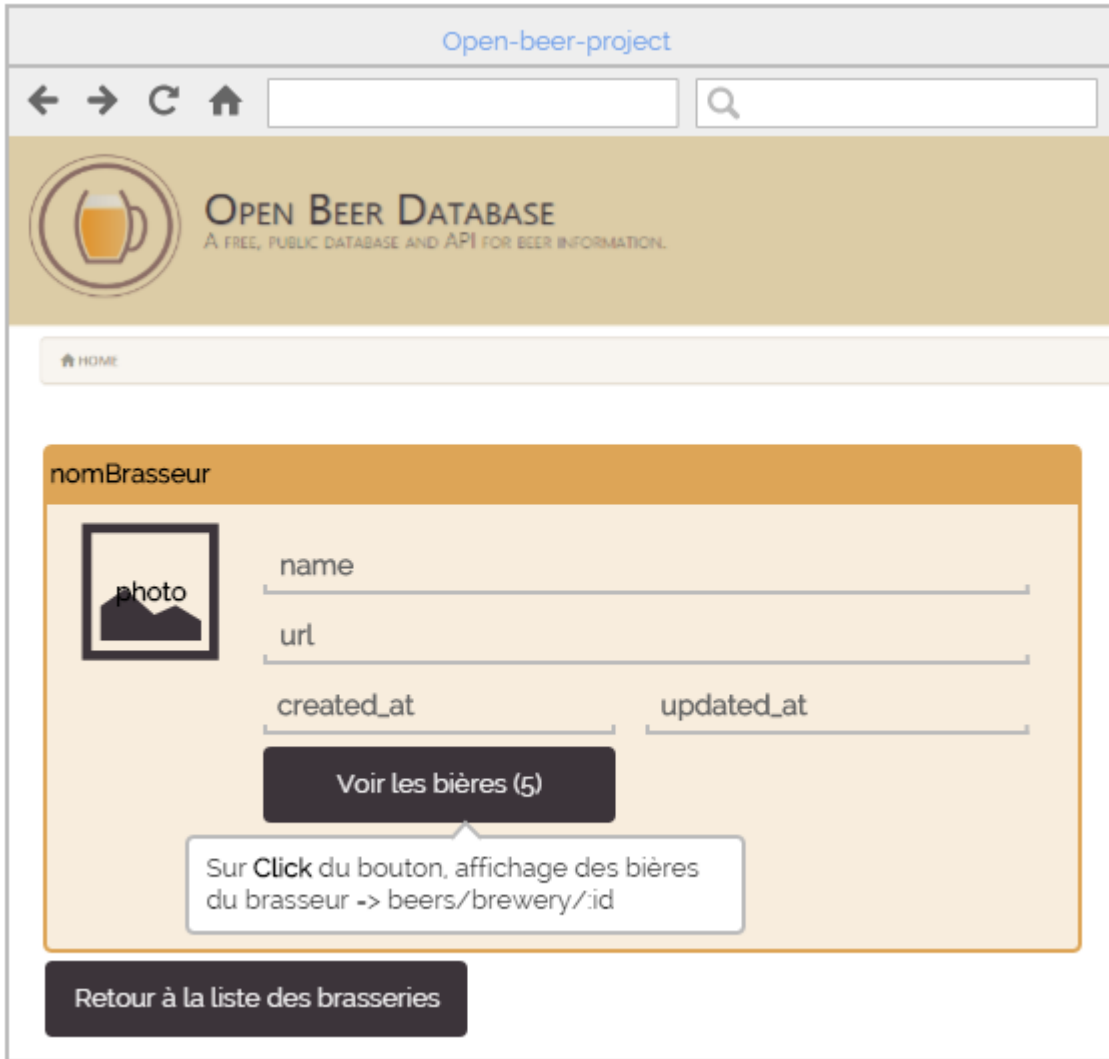 Open-beer-project
OPEN BEER DATABASE
A FREE, PUBLIC DATABASE AND API FOR BEER INFORMATION.
HOME
nomBrasseur
photo
name
url
created_at
updated_at
Voir les bières (5)
Sur Click du bouton, affichage des bières
du brasseur => beers/brewery/:id
Retour à la liste des brasseries